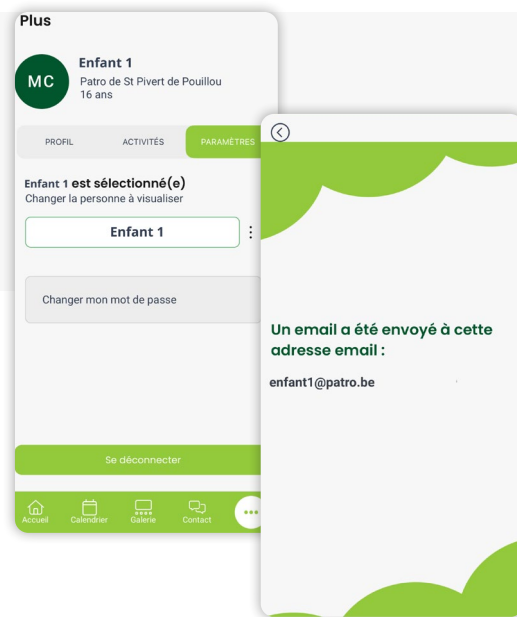 Plus
MC
Enfant 1
Patro de St Pivert de Pouillou
16 ans
PROFIL
ACTIVITÉS
PARAMÈTRES
Enfant 1 est sélectionné(e)
Changer la personne à visualiser
Enfant 1
Changer mon mot de passe
Se déconnecter
Accueil
Calendrier
Galerie
Contact
Un email a été envoyé à cette
adresse email :
enfant1@patro.be